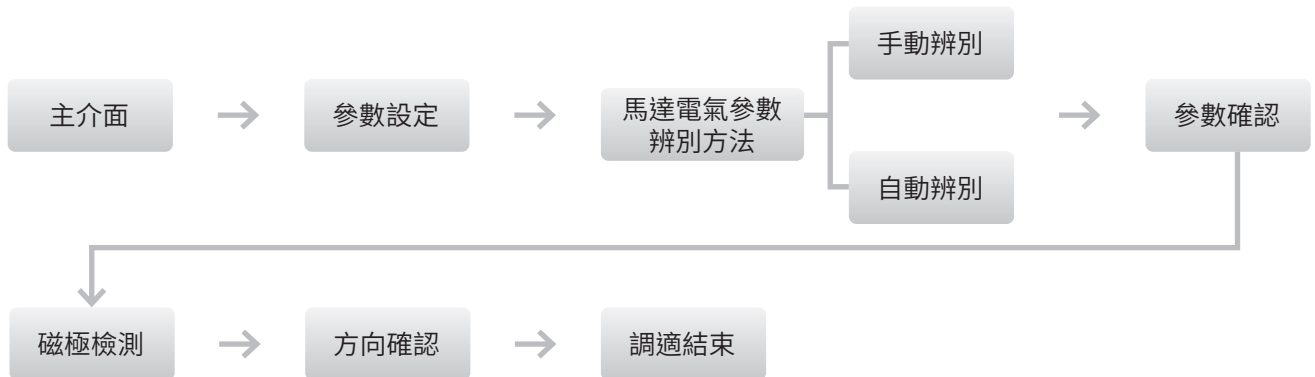 主介面
參數設定
馬達電氣參數
辨別方法
手動辨別
自動辨別
參數確認
磁極檢測
方向確認
調適結束